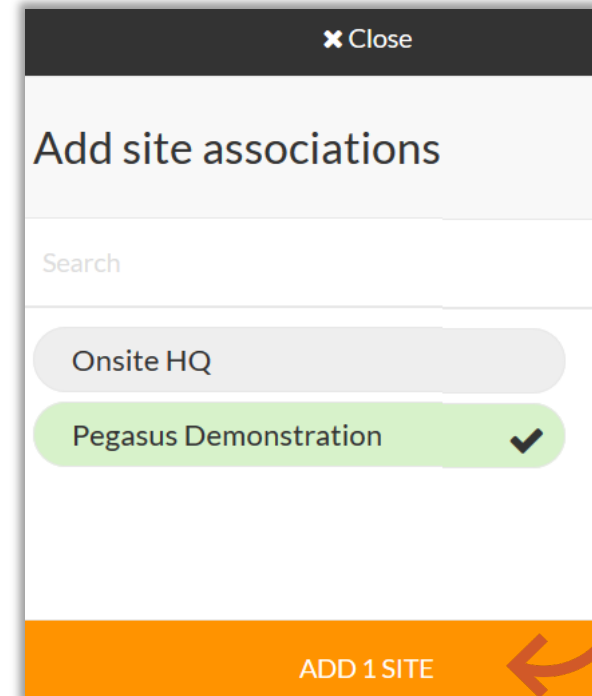 ✖ Close
Add site associations
Search
Onsite HQ
Pegasus Demonstration
ADD 1 SITE